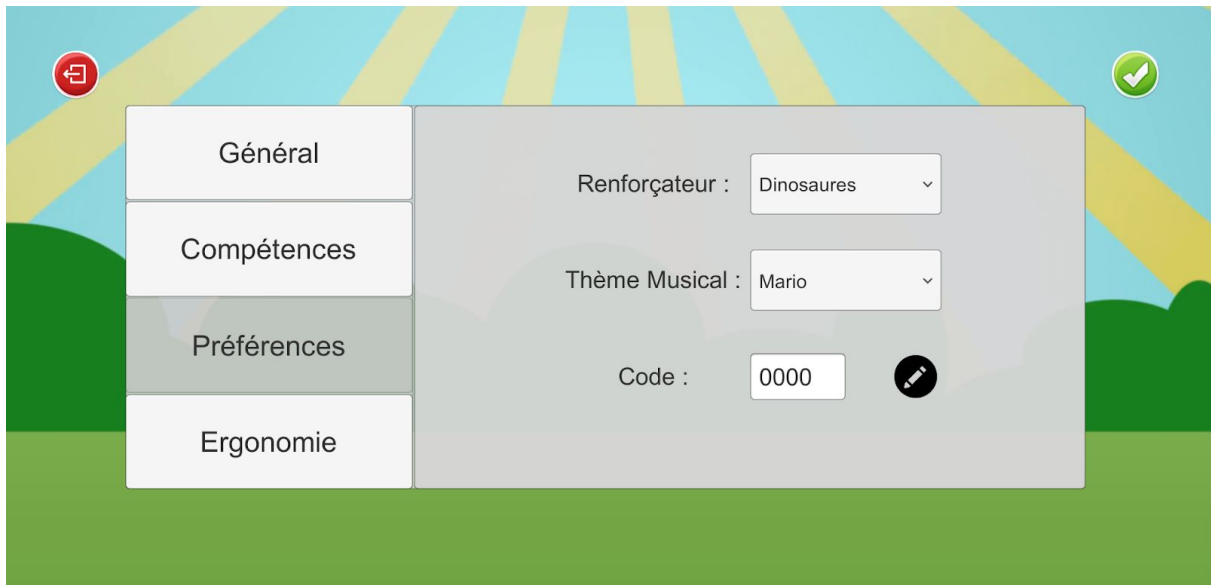 Général
Compétences
Préférences
Ergonomie
Renforçateur : Dinosaures
Thème Musical : Mario
Code : 0000